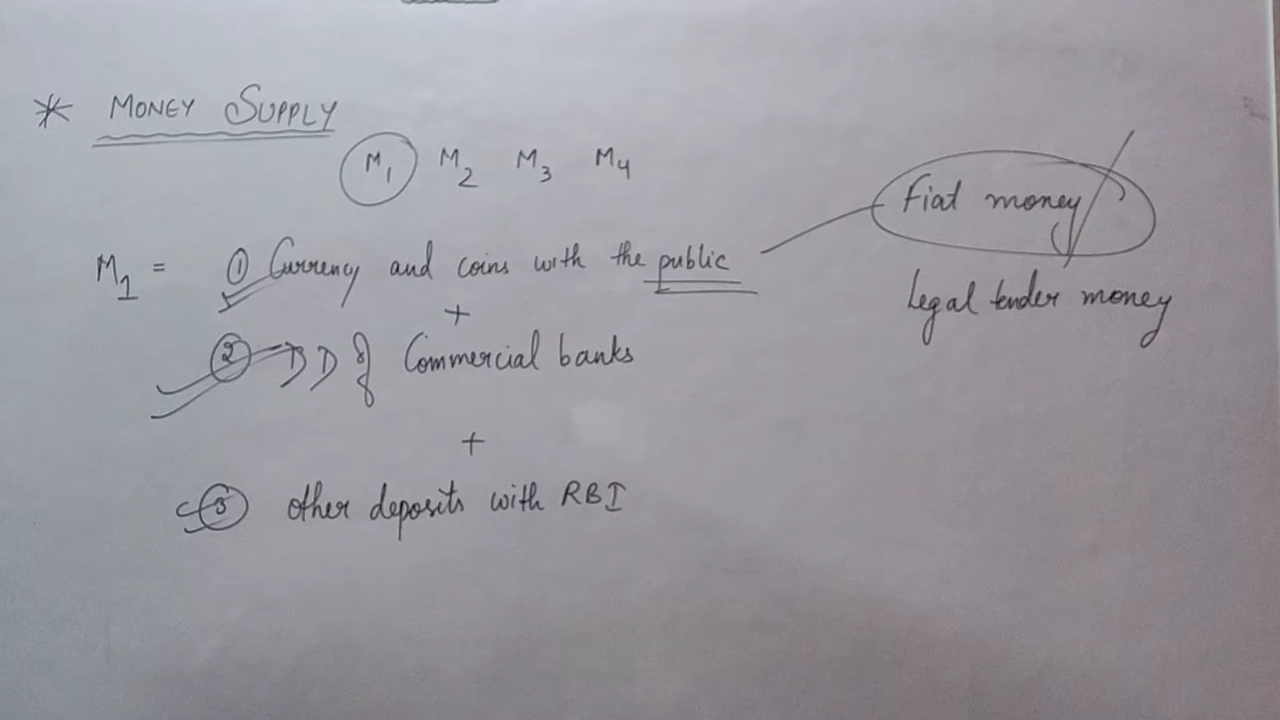 * MONEY SUPPLY
M1 M2 M3 M4
M1 = ① Currency and coins with the public
+
② DD of Commercial banks
+
③ other deposits with RBI
Fiat money
Legal tender money